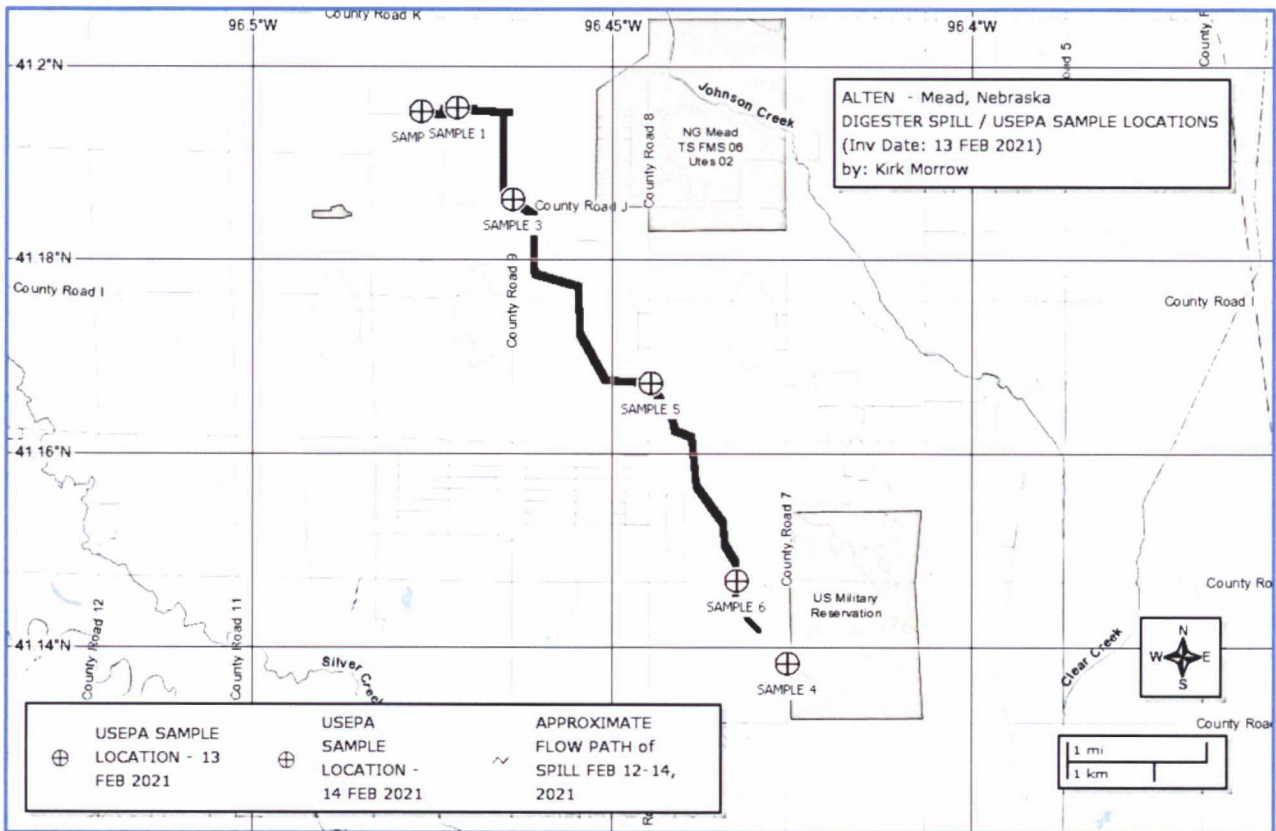 County Road K
96.5°W
96.45°W
96.4°W
41.2°N
ALTEN - Mead, Nebraska
DIGESTER SPILL / USEPA SAMPLE LOCATIONS
(Inv Date: 13 FEB 2021)
by: Kirk Morrow
Johnson Creek
County Road 8
NG Mead
TS FMS 06
Utes 02
SAMP
SAMPLE 1
County Road J
SAMPLE 3
41.18°N
County Road 9
County Road I
County Road
SAMPLE 5
41.16°N
County Road 7
SAMPLE 6
US Military
Reservation
County Ro
County Road 12
County Road 11
41.14°N
Silver Creek
SAMPLE 4
Clear Creek
N
W E
S
County Road
USEPA SAMPLE
LOCATION - 13
FEB 2021
USEPA
SAMPLE
LOCATION -
14 FEB 2021
APPROXIMATE
FLOW PATH of
SPILL FEB 12-14,
2021
1 mi
1 km